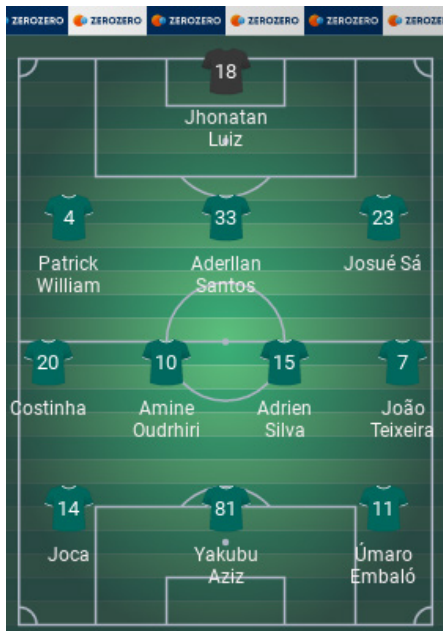 ZEROZERO ZEROZERO ZEROZERO ZEROZERO ZEROZERO ZEROZE
18
Jhonatan
Luiz
4 33 23
Patrick Aderllan Josué Sá
William Santos
20 10 15 7
Costinha Amine Adrien João
Oudrhiri Silva Teixeira
14 81 11
Joca Yakubu Úmaro
Aziz Embaló